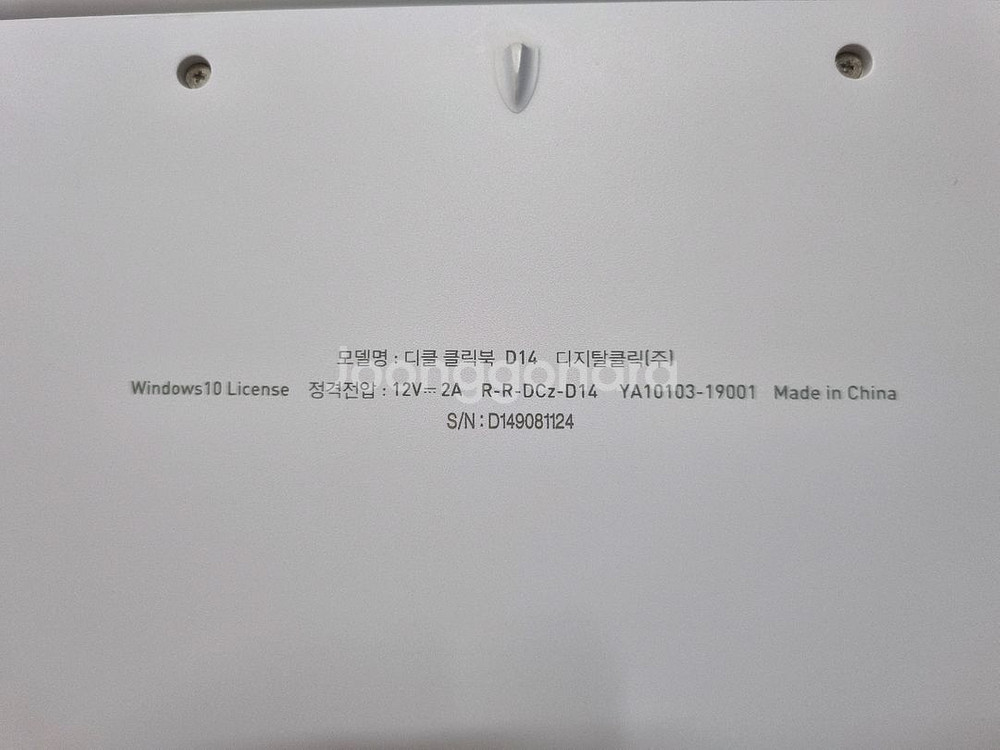 모델명 : 디클 클릭북 D14 디지탈클릭(주)
joonggonara
Windows10 License 정격전압 : 12V⎓2A R-R-DCz-D14 YA10103-19001 Made in China
S/N : D149081124